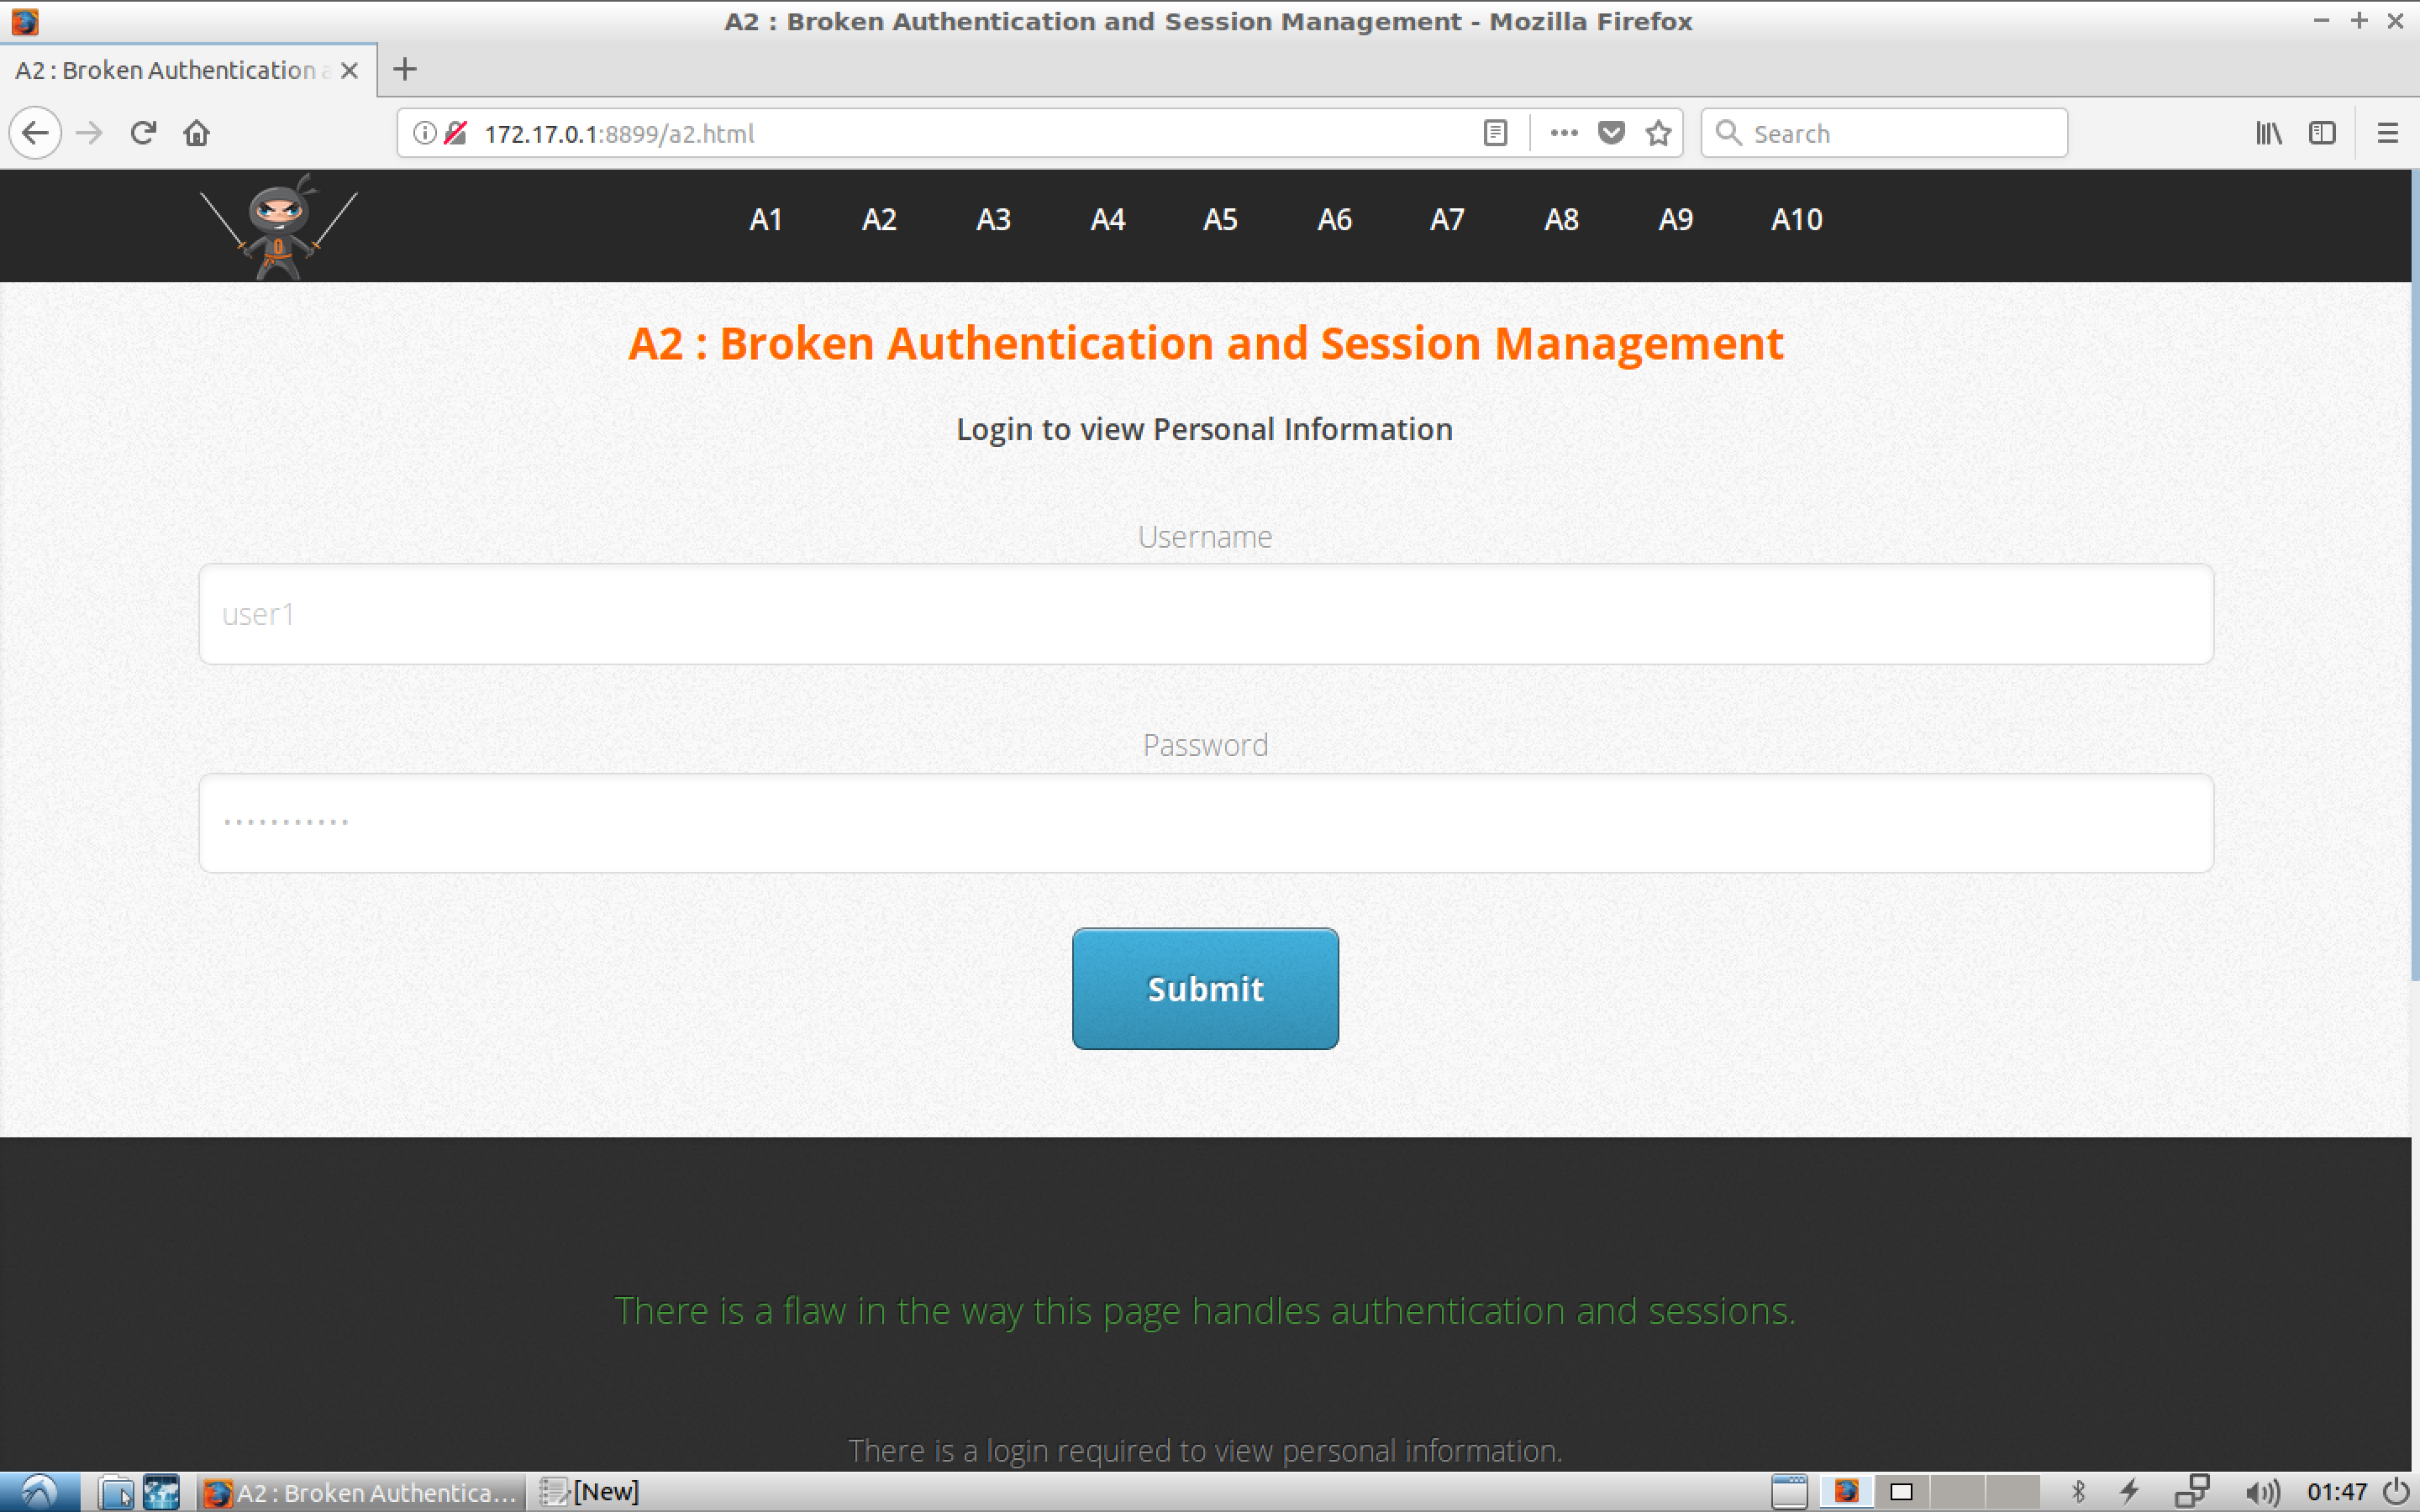 A2 : Broken Authentication and Session Management - Mozilla Firefox
A2 : Broken Authentication a
172.17.0.1:8899/a2.html
Search
A1 A2 A3 A4 A5 A6 A7 A8 A9 A10
A2 : Broken Authentication and Session Management
Login to view Personal Information
Username
user1
Password
Submit
There is a flaw in the way this page handles authentication and sessions.
There is a login required to view personal information.
A2 : Broken Authentica... [New] 01:47